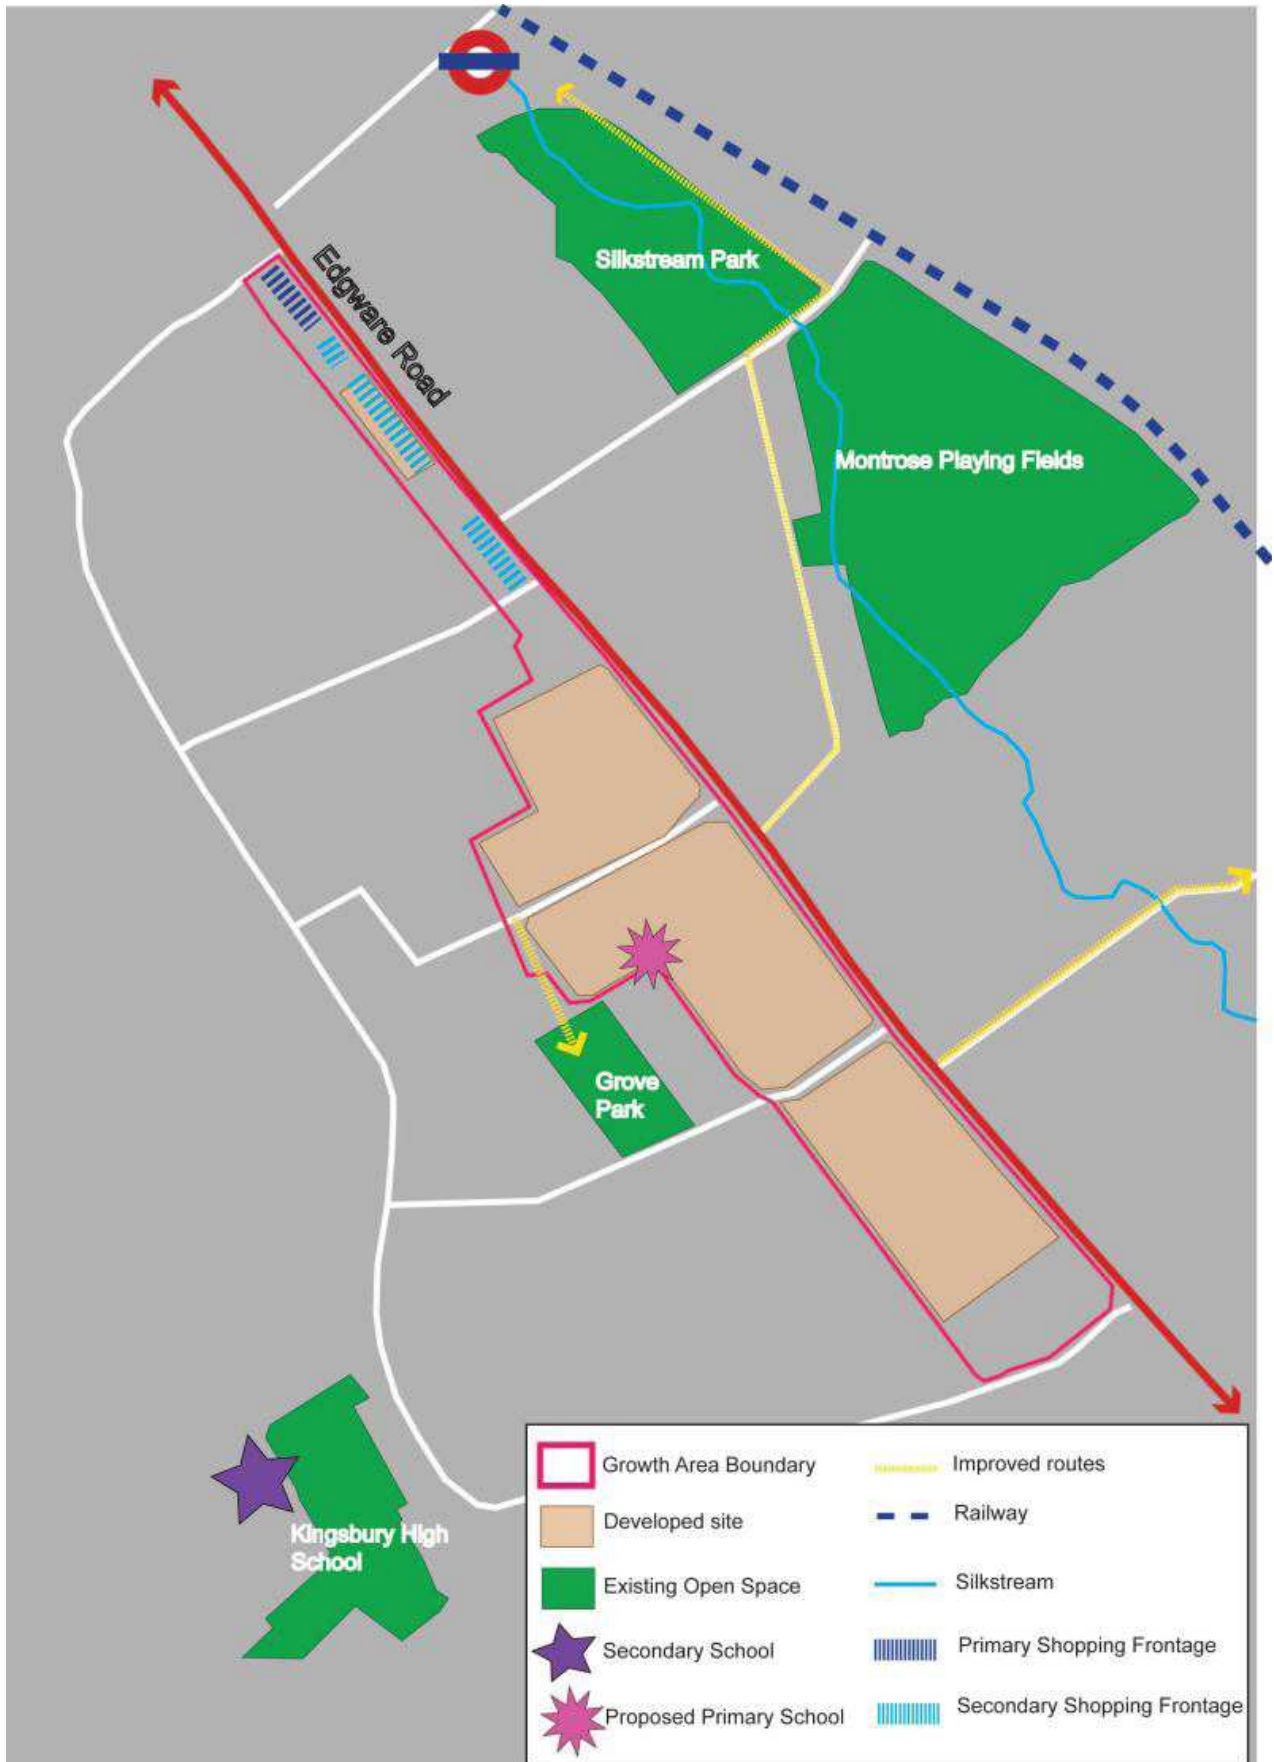 Edgware Road
Silkstream Park
Montrose Playing Fields
Grove
Park
Kingsbury High
School
Growth Area Boundary
Developed site
Existing Open Space
Secondary School
Proposed Primary School
Improved routes
Railway
Silkstream
Primary Shopping Frontage
Secondary Shopping Frontage